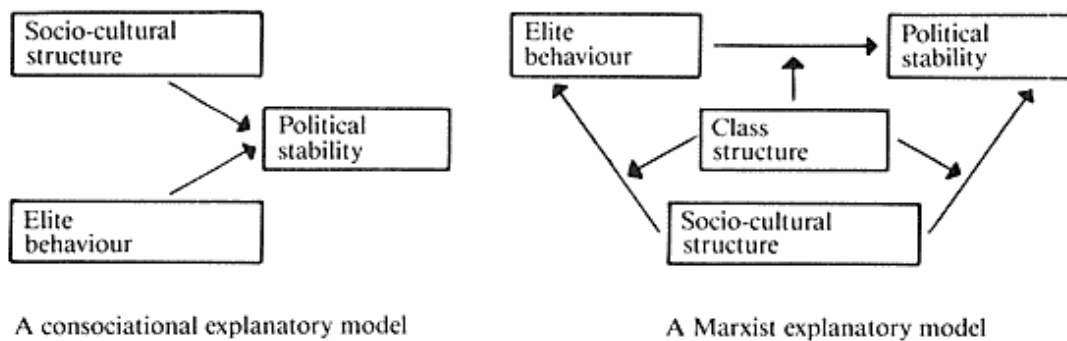 Socio-cultural
structure
Political
stability
Elite
behaviour
A consociational explanatory model
Elite
behaviour
Political
stability
Class
structure
Socio-cultural
structure
A Marxist explanatory model